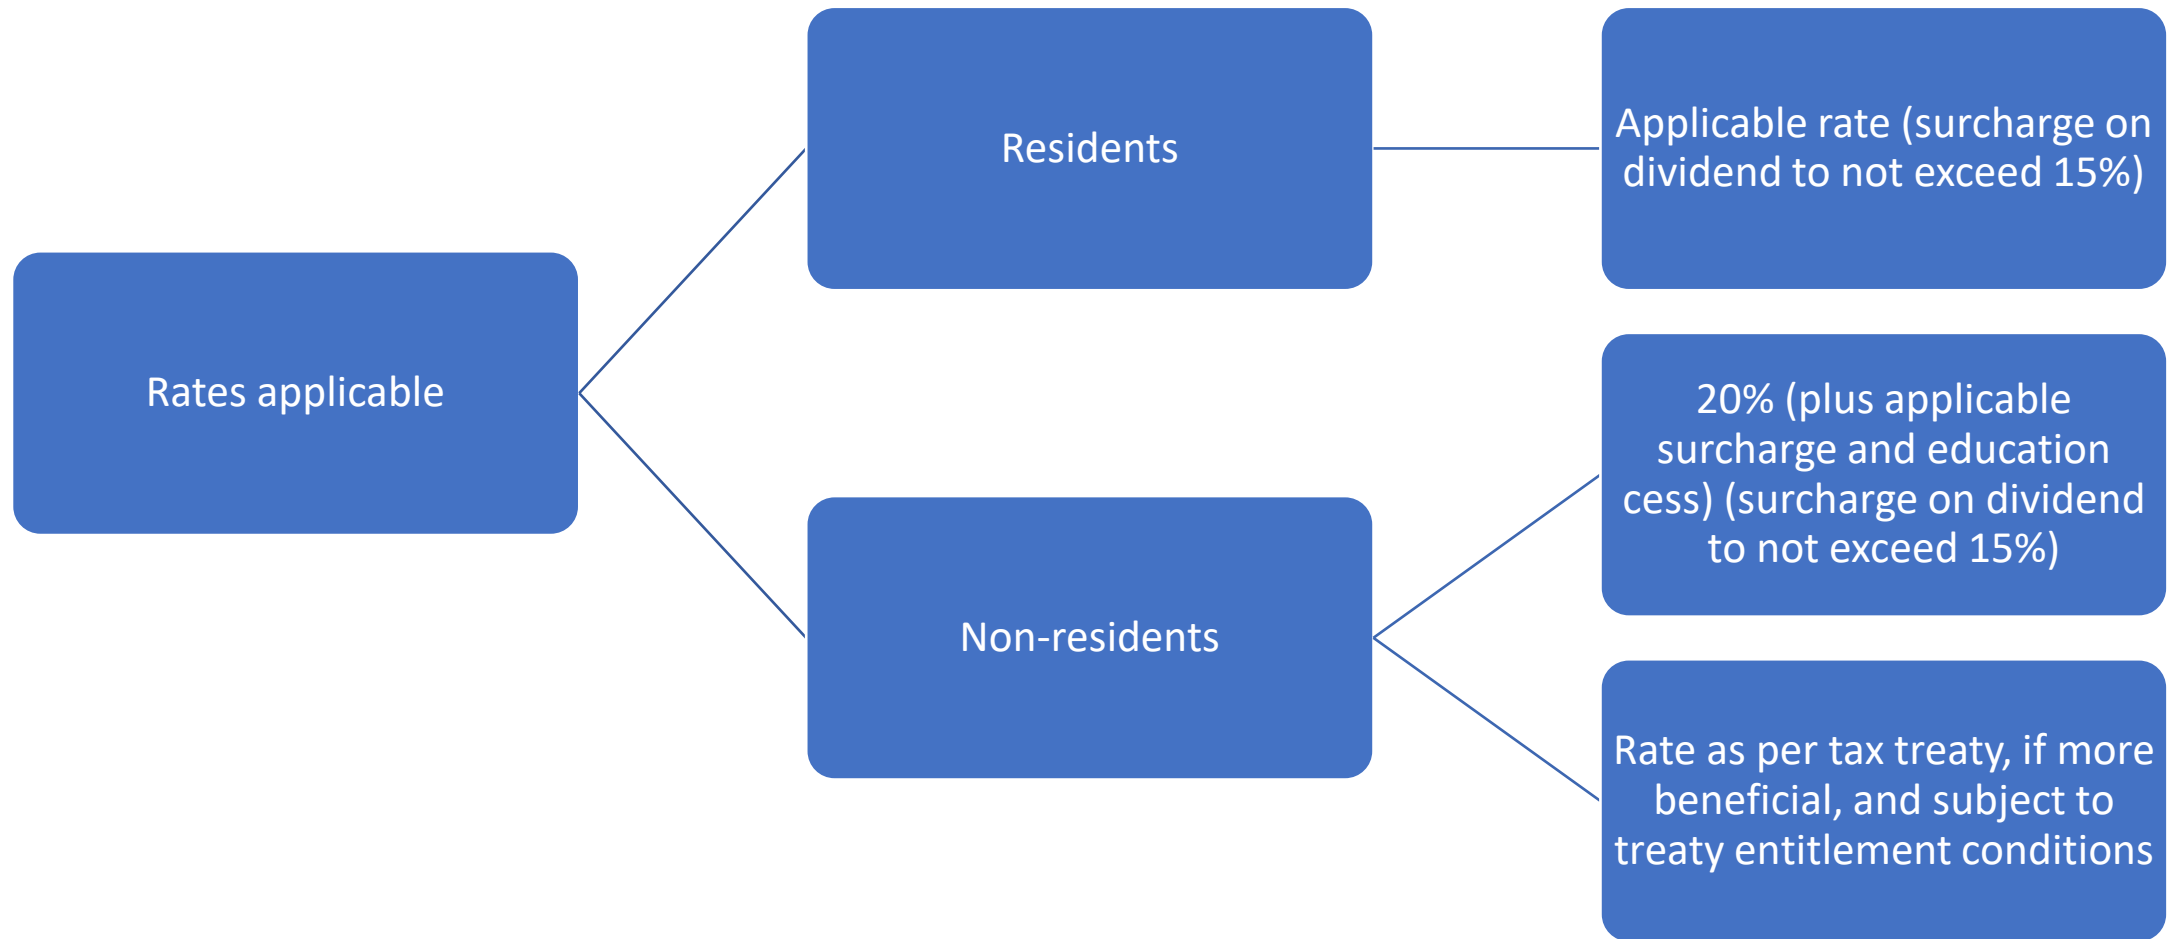 Rates applicable
Residents
Applicable rate (surcharge on
dividend to not exceed 15%)
Non-residents
20% (plus applicable
surcharge and education
cess) (surcharge on dividend
to not exceed 15%)
Rate as per tax treaty, if more
beneficial, and subject to
treaty entitlement conditions